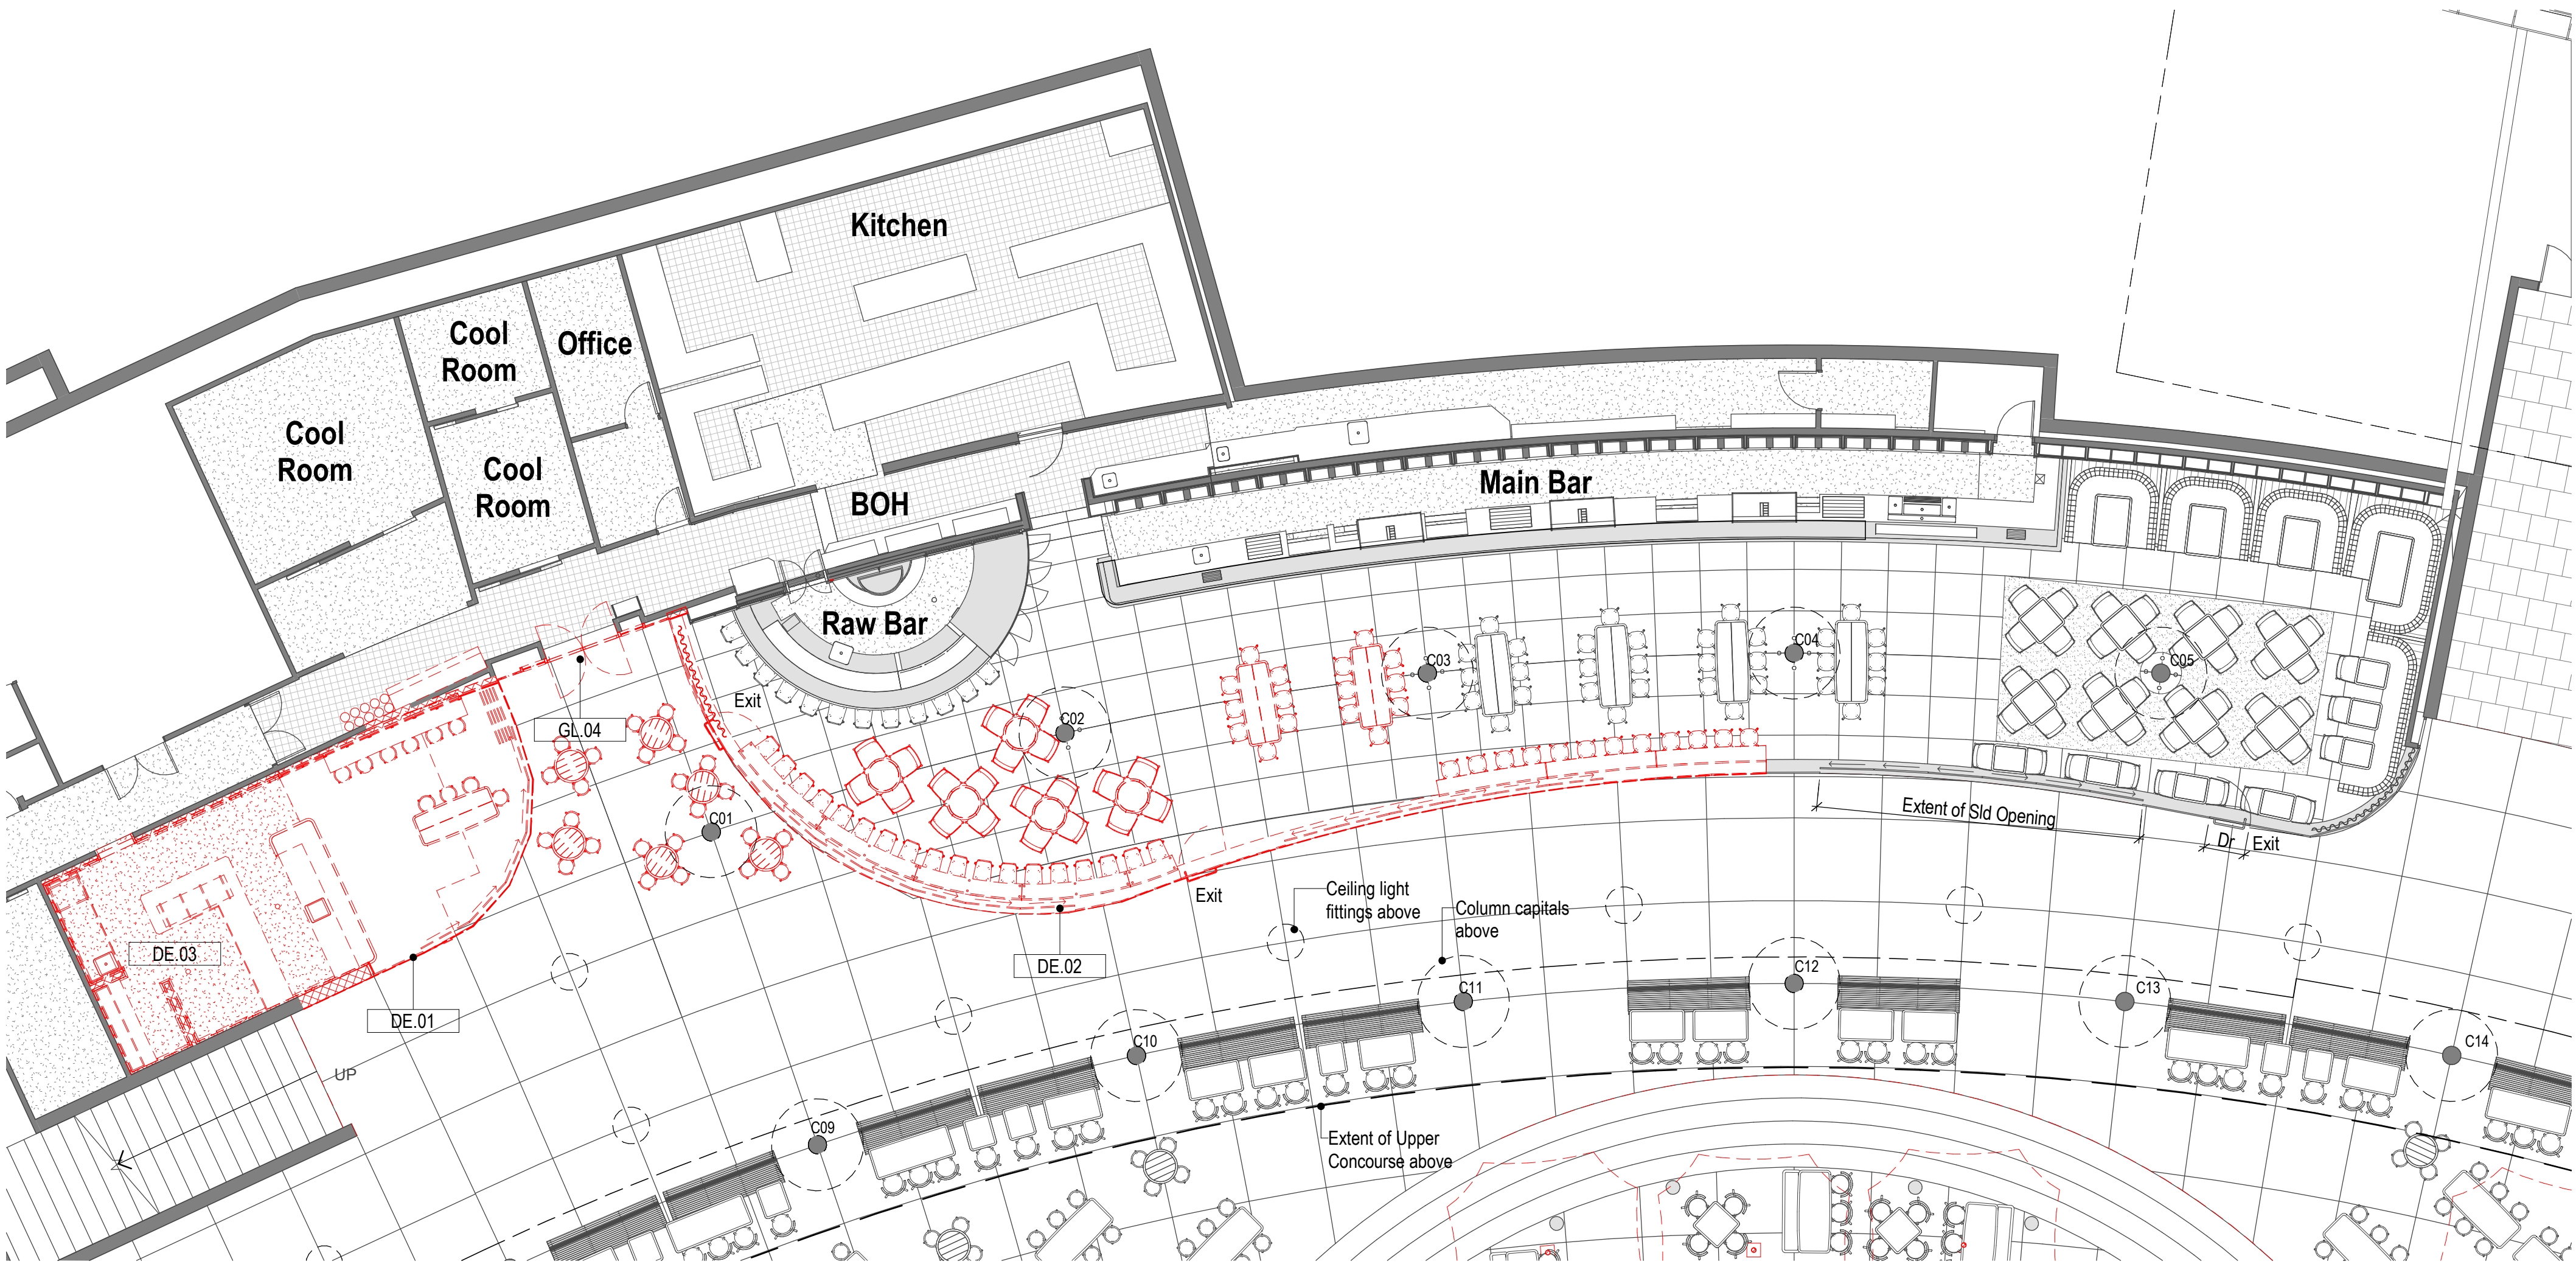 Kitchen
Cool
Room
Office
Cool
Room
Cool
Room
BOH
Main Bar
Raw Bar
C04
C03
C05
Exit
GL.04
C02
C01
Extent of Sld Opening
Dr
Exit
Exit
Ceiling light
fittings above
Column capitals
above
DE.03
DE.02
DE.01
C12
C11
C13
C10
C14
UP
C09
Extent of Upper
Concourse above